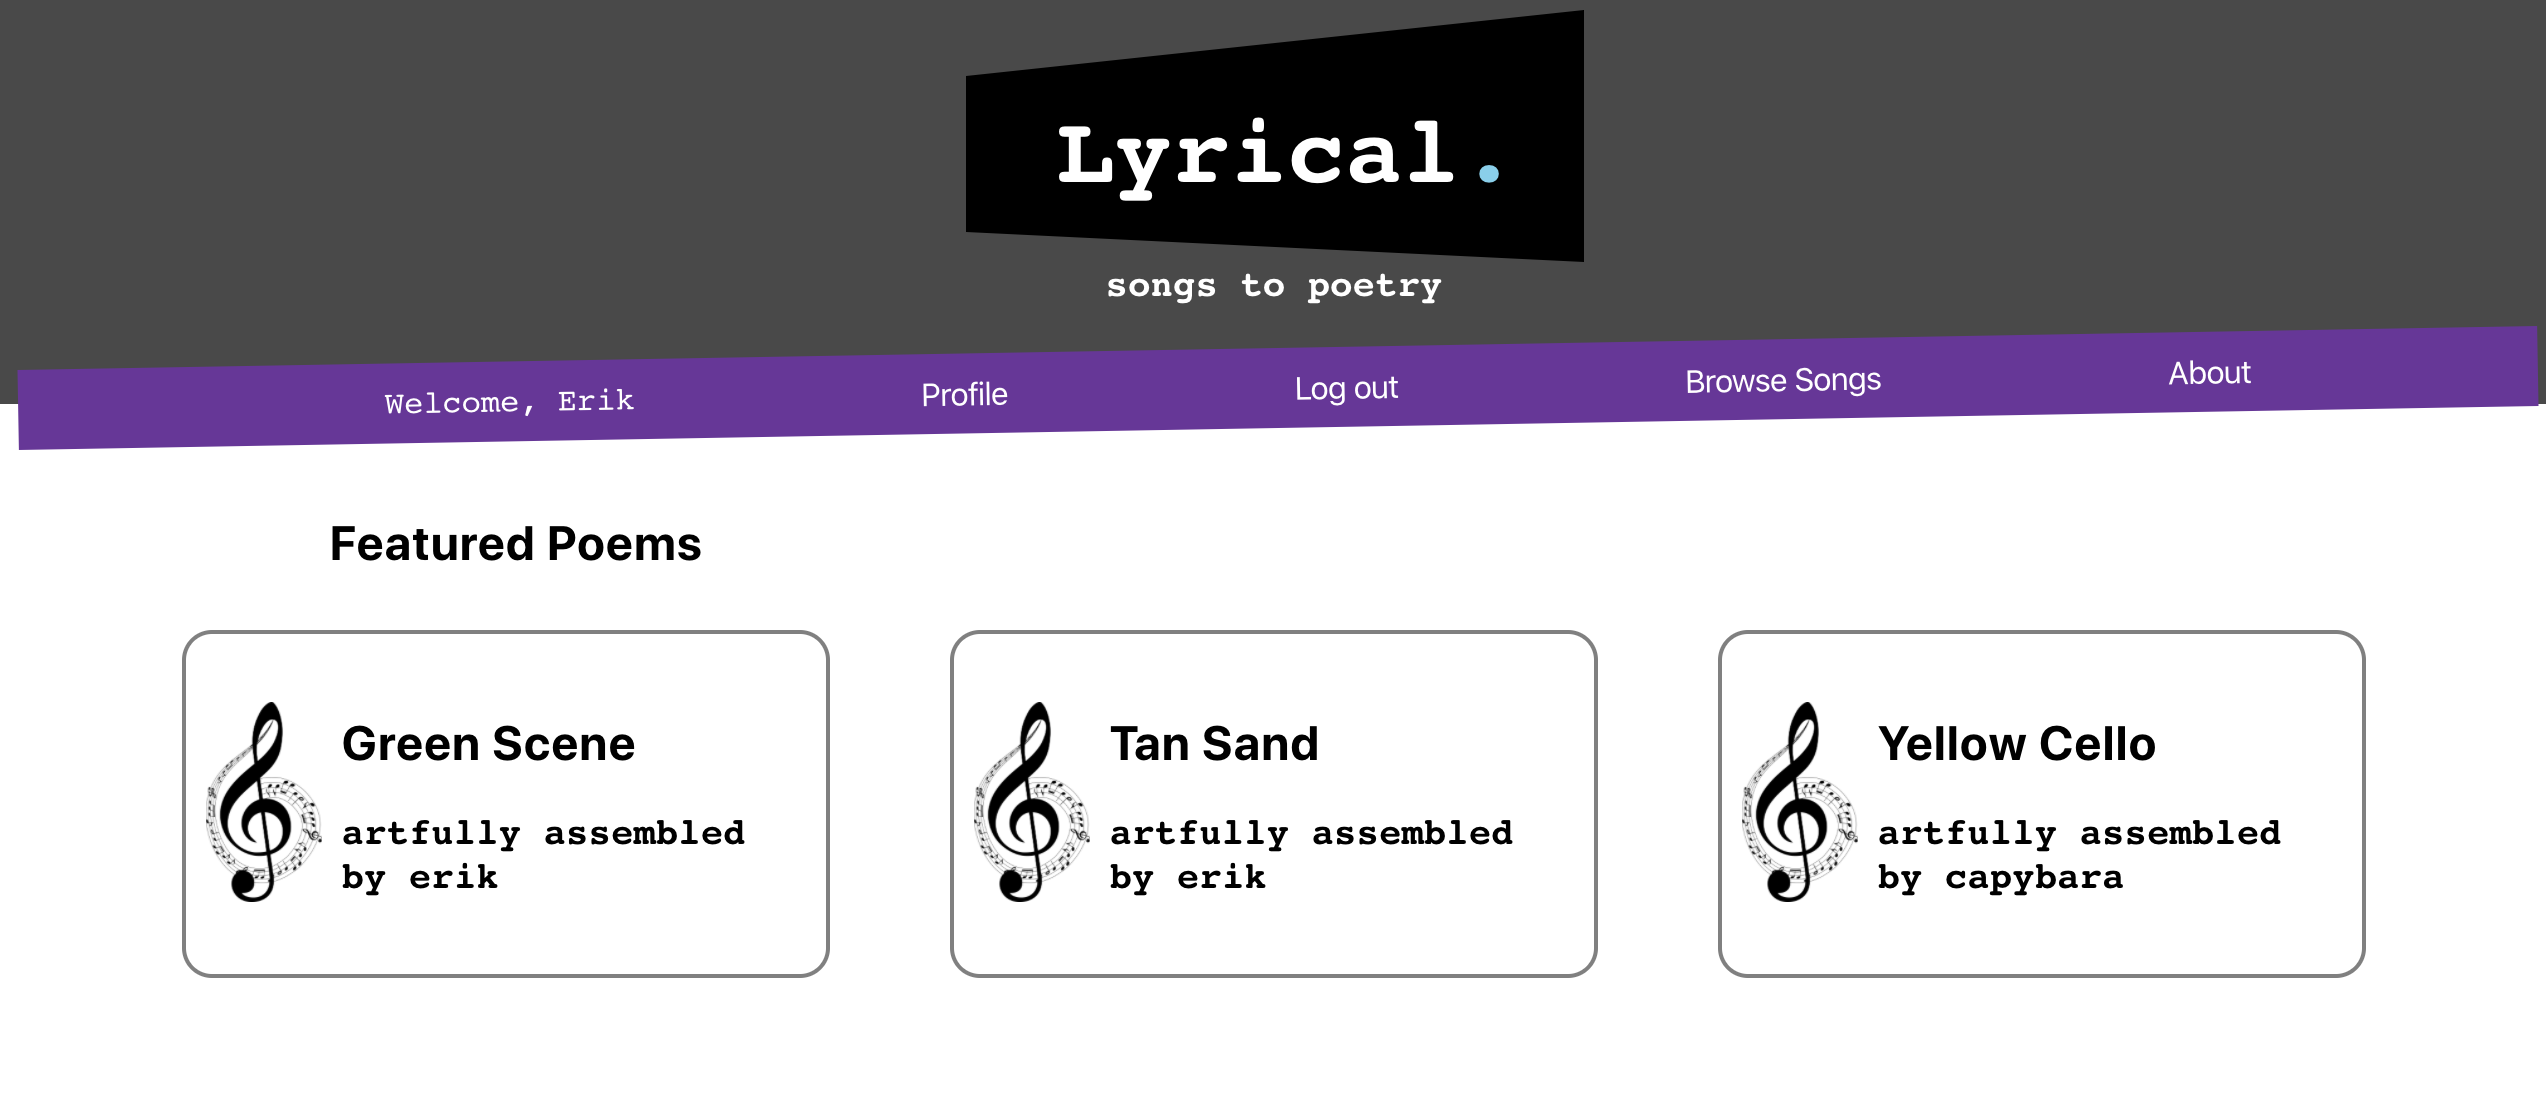 Lyrical.
songs to poetry
Welcome, Erik
Profile
Log out
Browse Songs
About
Featured Poems
Green Scene
artfully assembled
by erik
Tan Sand
artfully assembled
by erik
Yellow Cello
artfully assembled
by capybara